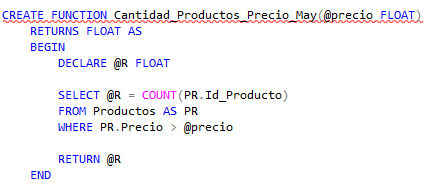 CREATE FUNCTION Cantidad_Productos_Precio_May(@precio FLOAT)
RETURNS FLOAT AS
BEGIN
DECLARE @R FLOAT
SELECT @R = COUNT(PR.Id_Producto)
FROM Productos AS PR
WHERE PR.Precio > @precio
RETURN @R
END